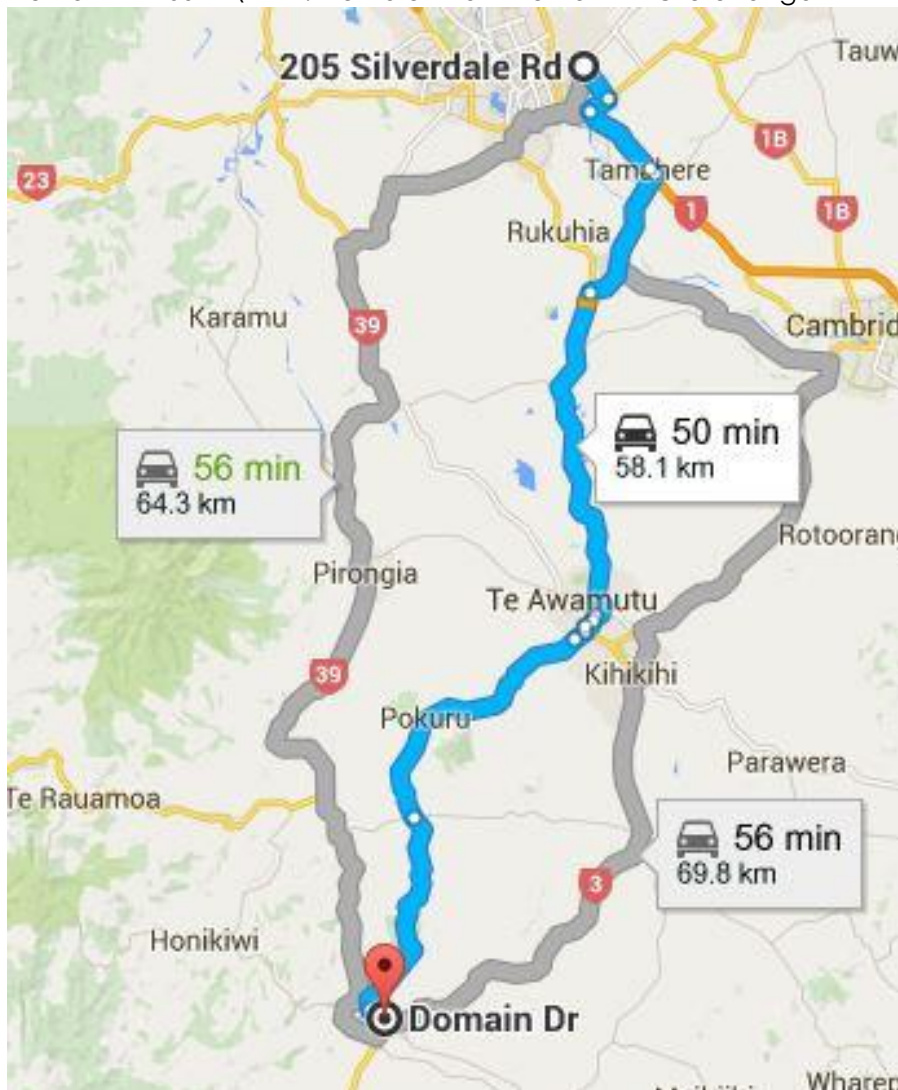 205 Silverdale Rd
Tauw
1B
23
Tamahere
1
1B
Rukuhia
Karamu
39
Cambrid
50 min
58.1 km
56 min
64.3 km
Rotoorang
Pirongia
Te Awamutu
Kihikihi
39
Pokuru
Parawera
Te Rauamoa
56 min
69.8 km
3
Honikiwi
Domain Dr
Wharep